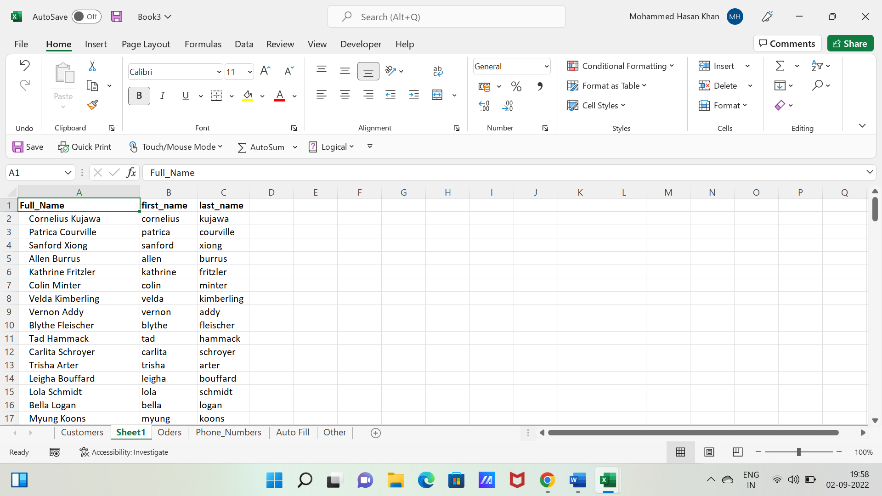 AutoSave Off Book3 Search (Alt+Q) Mohammed Hasan Khan MH
File Home Insert Page Layout Formulas Data Review View Developer Help Comments Share
Calibri 11 General Conditional Formatting Insert
Paste B I U Format as Table Delete
Cell Styles Format
Undo Clipboard Font Alignment Number Styles Cells Editing
Save Quick Print Touch/Mouse Mode AutoSum Logical
A1 fx Full_Name
A B C D E F G H I J K L M N O P Q
1 Full_Name first_name last_name
2 Cornelius Kujawa cornelius kujawa
3 Patrica Courville patrica courville
4 Sanford Xiong sanford xiong
5 Allen Burrus allen burrus
6 Kathrine Fritzler kathrine fritzler
7 Colin Minter colin minter
8 Velda Kimberling velda kimberling
9 Vernon Addy vernon addy
10 Blythe Fleischer blythe fleischer
11 Tad Hammack tad hammack
12 Carlita Schroyer carlita schroyer
13 Trisha Arter trisha arter
14 Leigha Bouffard leigha bouffard
15 Lola Schmidt lola schmidt
16 Bella Logan bella logan
17 Myung Koons myung koons
Customers Sheet1 Oders Phone_Numbers Auto Fill Other
Ready Accessibility: Investigate 100%
ENG 19:58
IN 02-09-2022